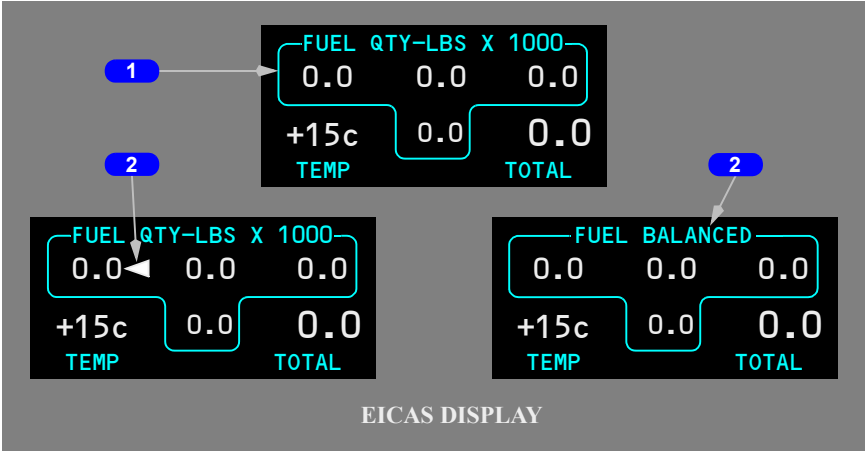 FUEL QTY-LBS X 1000
1
0.0 0.0 0.0
+15c 0.0 0.0
TEMP TOTAL
2
2
FUEL QTY-LBS X 1000
0.0 0.0 0.0
+15c 0.0 0.0
TEMP TOTAL
FUEL BALANCED
0.0 0.0 0.0
+15c 0.0 0.0
TEMP TOTAL
EICAS DISPLAY